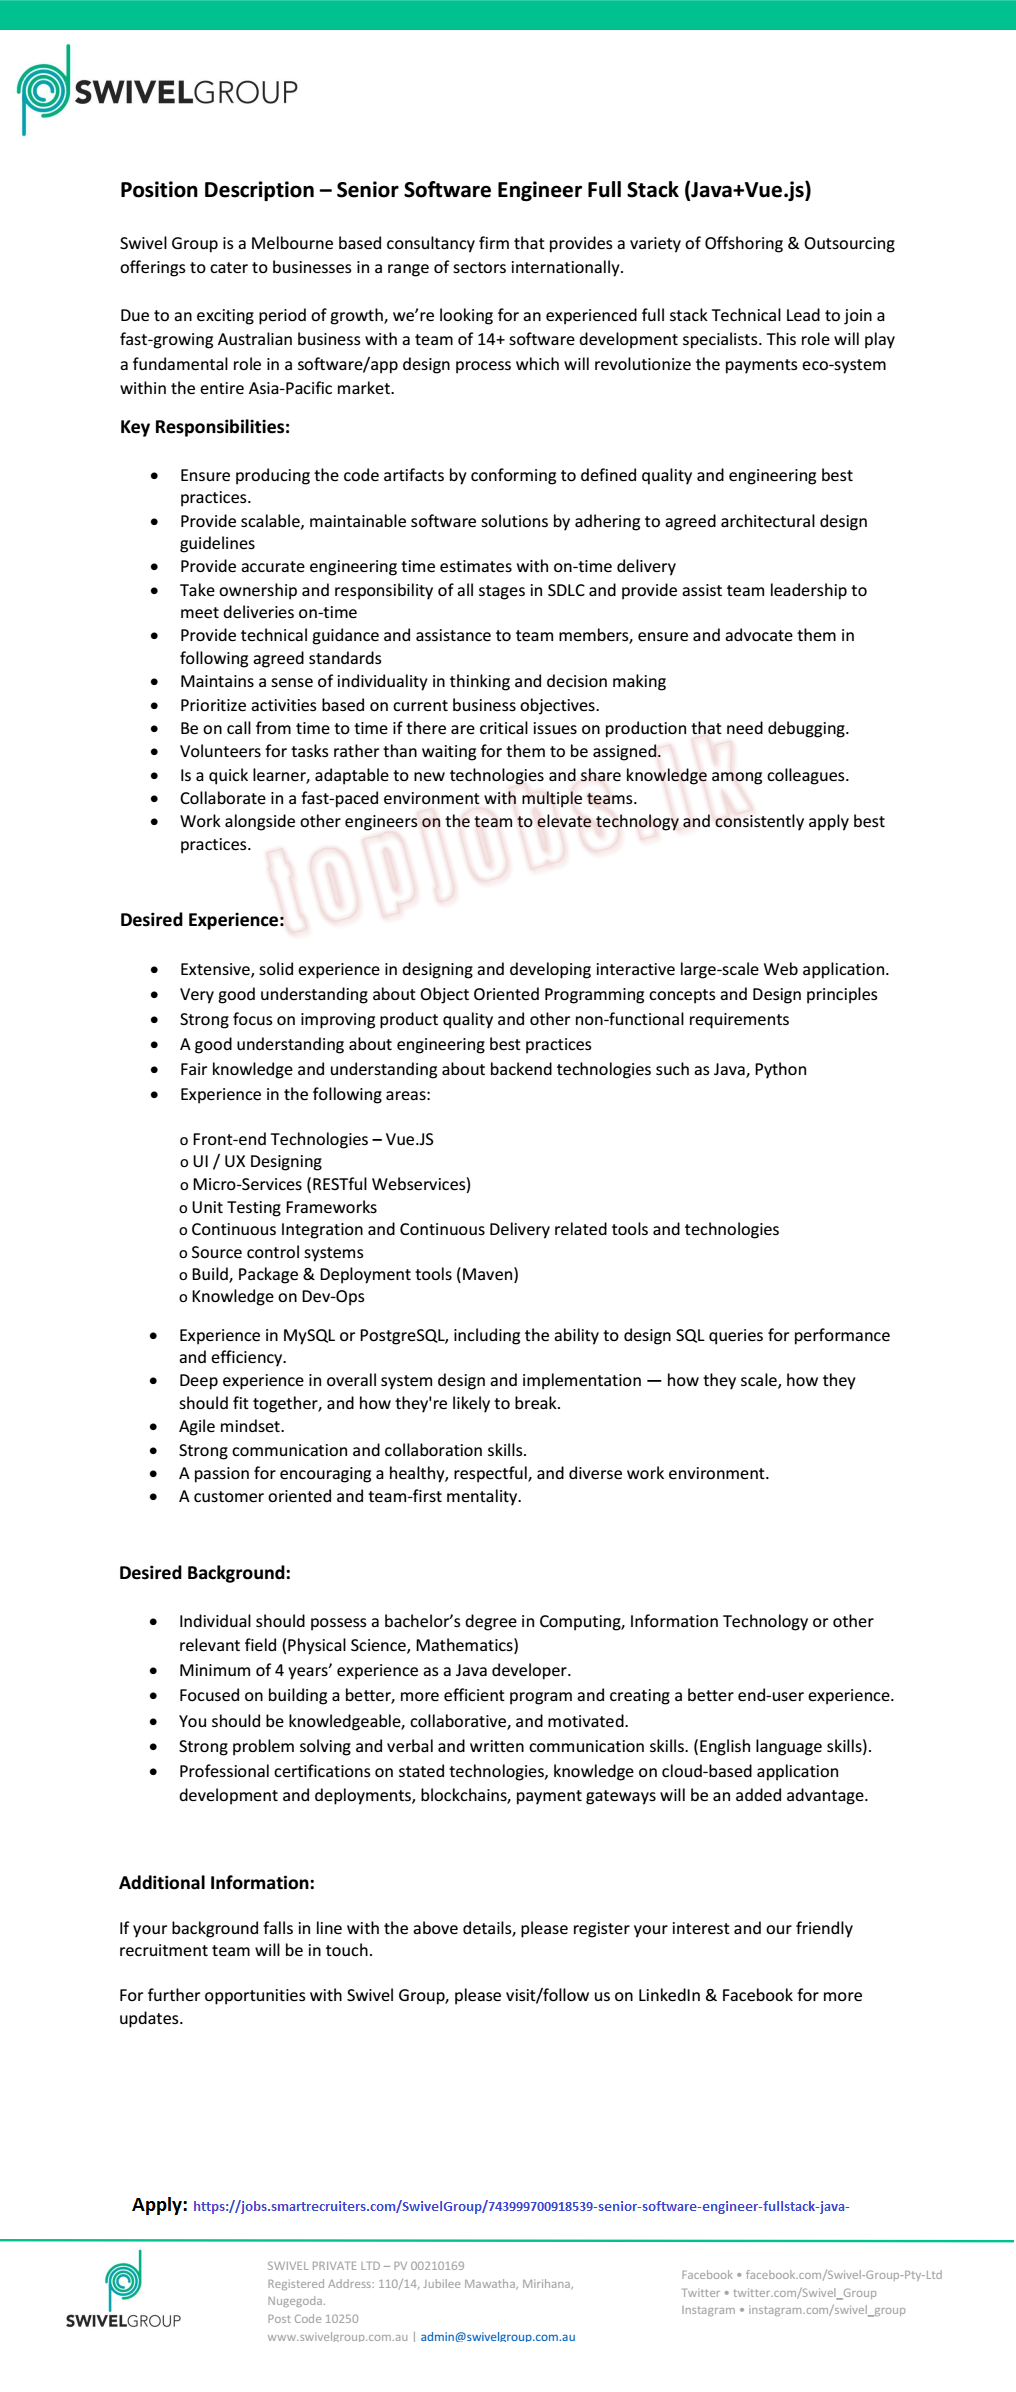 SWIVELGROUP
Position Description – Senior Software Engineer Full Stack (Java+Vue.js)
Swivel Group is a Melbourne based consultancy firm that provides a variety of Offshoring & Outsourcing
offerings to cater to businesses in a range of sectors internationally.
Due to an exciting period of growth, we’re looking for an experienced full stack Technical Lead to join a
fast-growing Australian business with a team of 14+ software development specialists. This role will play
a fundamental role in a software/app design process which will revolutionize the payments eco-system
within the entire Asia-Pacific market.
Key Responsibilities:
• Ensure producing the code artifacts by conforming to defined quality and engineering best
practices.
• Provide scalable, maintainable software solutions by adhering to agreed architectural design
guidelines
• Provide accurate engineering time estimates with on-time delivery
• Take ownership and responsibility of all stages in SDLC and provide assist team leadership to
meet deliveries on-time
• Provide technical guidance and assistance to team members, ensure and advocate them in
following agreed standards
• Maintains a sense of individuality in thinking and decision making
• Prioritize activities based on current business objectives.
• Be on call from time to time if there are critical issues on production that need debugging.
• Volunteers for tasks rather than waiting for them to be assigned.
• Is a quick learner, adaptable to new technologies and share knowledge among colleagues.
• Collaborate in a fast-paced environment with multiple teams.
• Work alongside other engineers on the team to elevate technology and consistently apply best
practices.
topjobs.lk
Desired Experience:
• Extensive, solid experience in designing and developing interactive large-scale Web application.
• Very good understanding about Object Oriented Programming concepts and Design principles
• Strong focus on improving product quality and other non-functional requirements
• A good understanding about engineering best practices
• Fair knowledge and understanding about backend technologies such as Java, Python
• Experience in the following areas:
o Front-end Technologies – Vue.JS
o UI / UX Designing
o Micro-Services (RESTful Webservices)
o Unit Testing Frameworks
o Continuous Integration and Continuous Delivery related tools and technologies
o Source control systems
o Build, Package & Deployment tools (Maven)
o Knowledge on Dev-Ops
• Experience in MySQL or PostgreSQL, including the ability to design SQL queries for performance
and efficiency.
• Deep experience in overall system design and implementation — how they scale, how they
should fit together, and how they're likely to break.
• Agile mindset.
• Strong communication and collaboration skills.
• A passion for encouraging a healthy, respectful, and diverse work environment.
• A customer oriented and team-first mentality.
Desired Background:
• Individual should possess a bachelor’s degree in Computing, Information Technology or other
relevant field (Physical Science, Mathematics)
• Minimum of 4 years’ experience as a Java developer.
• Focused on building a better, more efficient program and creating a better end-user experience.
• You should be knowledgeable, collaborative, and motivated.
• Strong problem solving and verbal and written communication skills. (English language skills).
• Professional certifications on stated technologies, knowledge on cloud-based application
development and deployments, blockchains, payment gateways will be an added advantage.
Additional Information:
If your background falls in line with the above details, please register your interest and our friendly
recruitment team will be in touch.
For further opportunities with Swivel Group, please visit/follow us on LinkedIn & Facebook for more
updates.
Apply: https://jobs.smartrecruiters.com/SwivelGroup/743999700918539-senior-software-engineer-fullstack-java-
SWIVELGROUP
SWIVEL PRIVATE LTD – PV 00210169
Registered Address: 110/14, Jubilee Mawatha, Mirihana,
Nugegoda.
Post Code 10250
www.swivelgroup.com.au | admin@swivelgroup.com.au
Facebook • facebook.com/Swivel-Group-Pty-Ltd
Twitter • twitter.com/Swivel_Group
Instagram • instagram.com/swivel_group